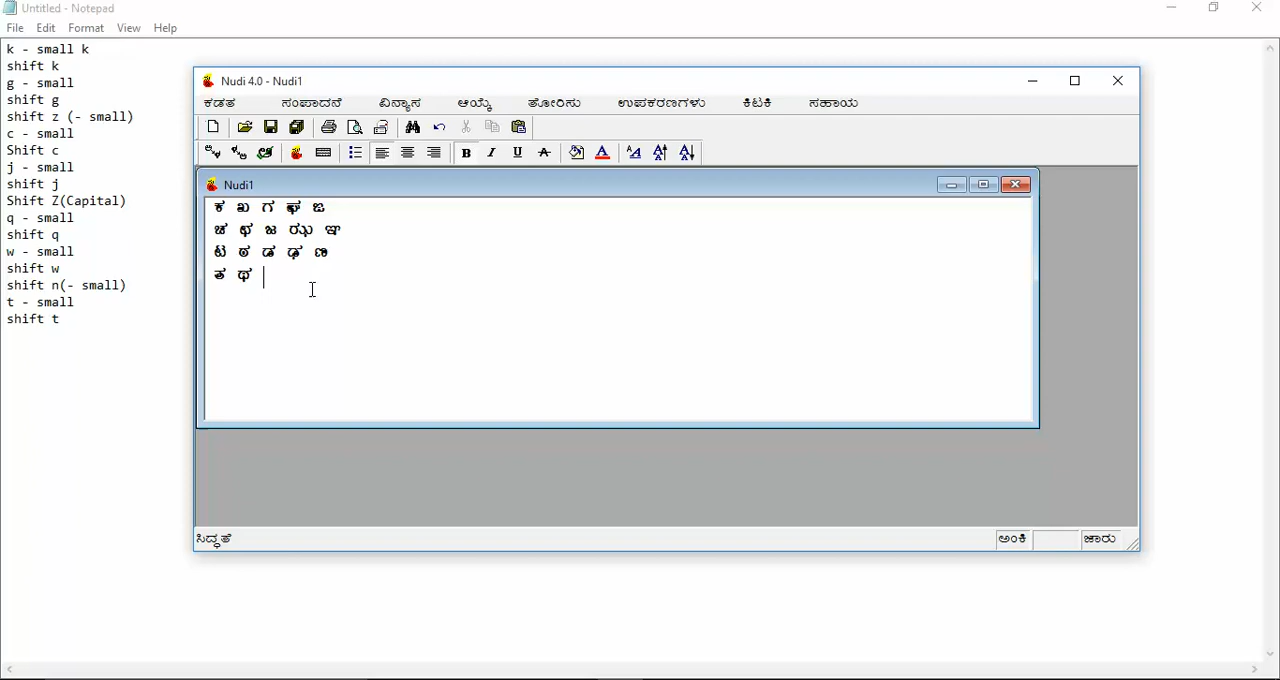 Untitled - Notepad
File Edit Format View Help
k - small k
shift k
g - small
shift g
shift z (- small)
c - small
Shift c
j - small
shift j
Shift Z(Capital)
q - small
shift q
w - small
shift w
shift n(- small)
t - small
shift t
Nudi 4.0 - Nudi1
ಕಡತ ಸಂಪಾದನೆ ವಿನ್ಯಾಸ ಆಯ್ಕೆ ತೋರಿಸು ಉಪಕರಣಗಳು ಕಿಟಕಿ ಸಹಾಯ
Nudi1
ಕ ಖ ಗ ಘ ಙ
ಚ ಛ ಜ ಝ ಞ
ಟ ಠ ಡ ಢ ಣ
ತ ಥ
ಸಿದ್ಧತೆ ಅಂಕಿ ಜಾರು